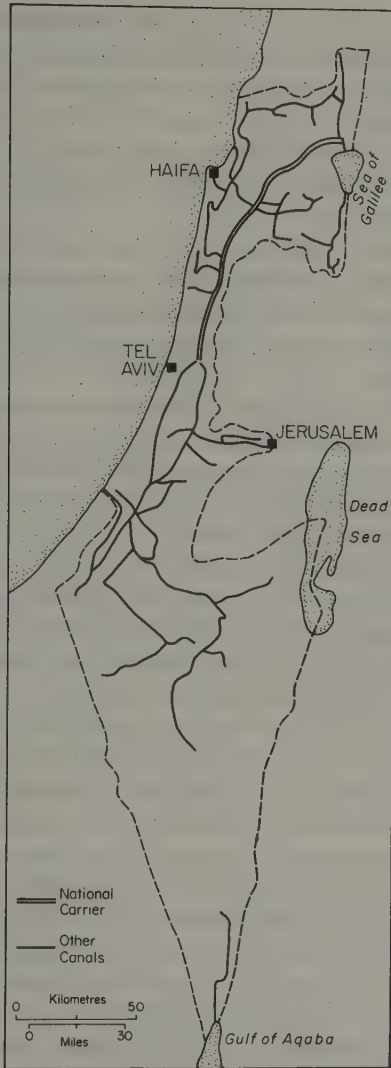 HAIFA
Sea of
Galilee
TEL
AVIV
JERUSALEM
Dead
Sea
National
Carrier
Other
Canals
Kilometres
0 50
0 30
Miles
Gulf of Aqaba